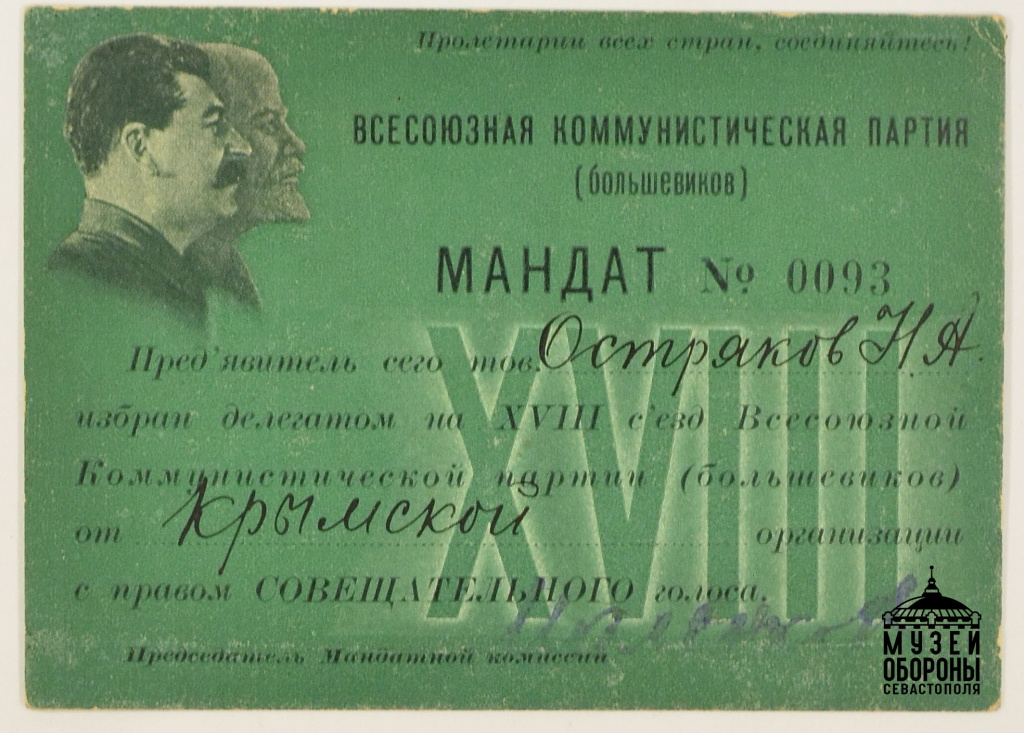 Пролетарии всех стран, соединяйтесь!
ВСЕСОЮЗНАЯ КОММУНИСТИЧЕСКАЯ ПАРТИЯ
(большевиков)
МАНДАТ № 0093
XVIII
Пред'явитель сего тов. Остряков Н А.
избран делегатом на XVIII с'езд Всесоюзной
Коммунистической партии (большевиков)
от Крымской организации
с правом СОВЕЩАТЕЛЬНОГО голоса.
Председатель Мандатной комиссии
МУЗЕЙ
ОБОРОНЫ
СЕВАСТОПОЛЯ